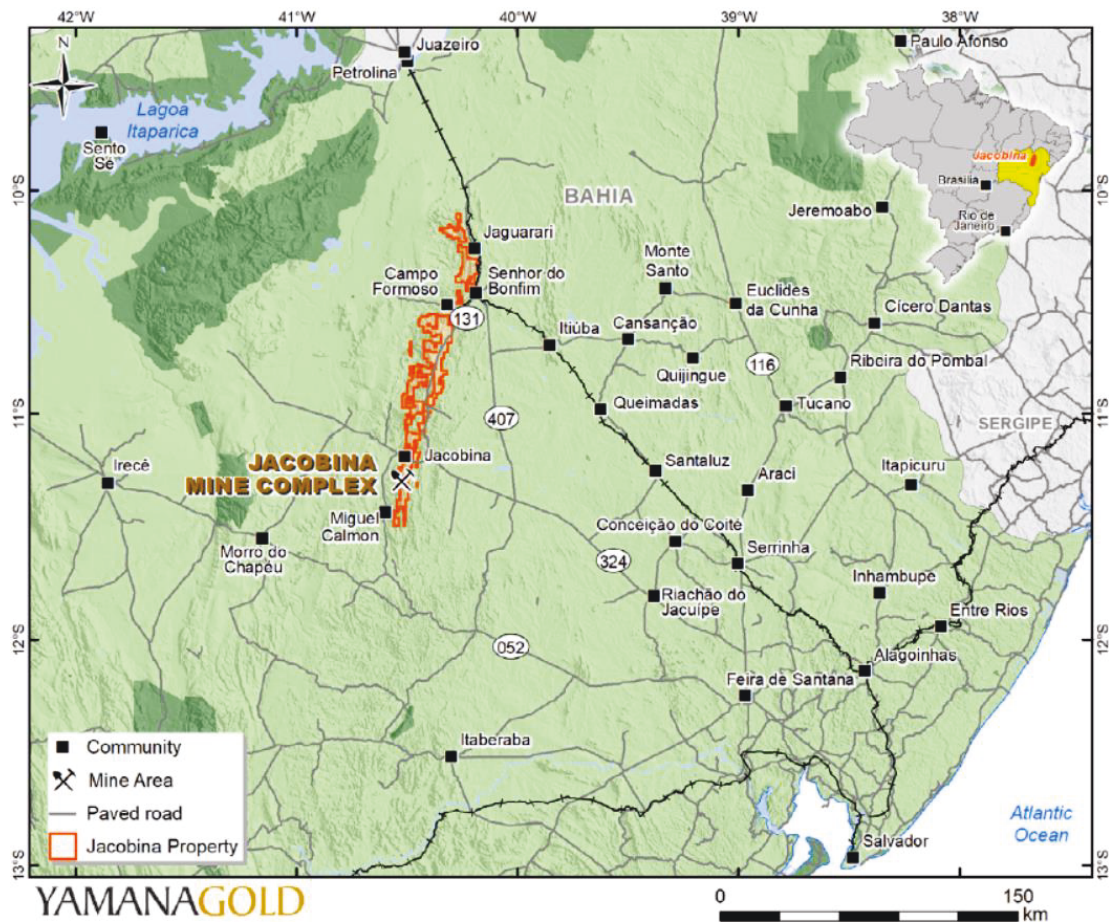 42°W
41°W
40°W
39°W
38°W
N
Juazeiro
Petrolina
Paulo Afonso
Lagoa
Itaparica
Sento
Sé
Jacobina
Brasília
Rio de
Janeiro
10°S
10°S
BAHIA
Jeremoabo
Jaguarari
Monte
Santo
Campo
Formoso
Senhor do
Bonfim
Euclides
da Cunha
Cícero Dantas
131
Itiúba
Cansanção
Ribeira do Pombal
116
Quijingue
11°S
11°S
Queimadas
Tucano
407
SERGIPE
Irecê
JACOBINA
MINE COMPLEX
Jacobina
Santaluz
Araci
Itapicuru
Miguel
Calmon
Conceição do Coité
Morro do
Chapéu
Serrinha
324
Inhambupe
Riachão do
Jacuípe
Entre Rios
12°S
12°S
052
Alagoinhas
Feira de Santana
Itaberaba
Community
Mine Area
Paved road
Jacobina Property
Atlantic
Ocean
Salvador
13°S
13°S
YAMANAGOLD
0
150
km